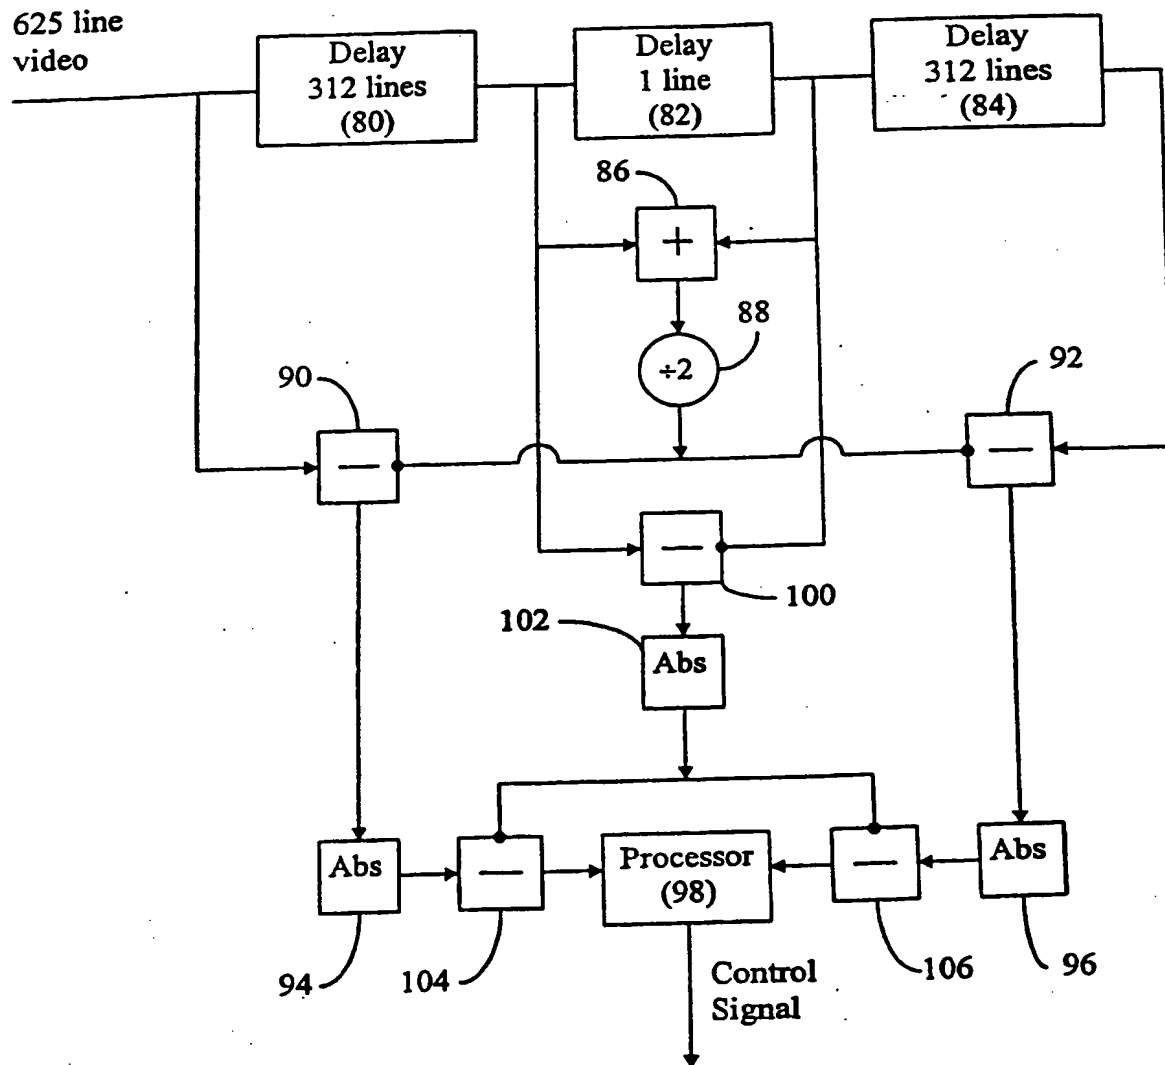 625 line
video
Delay
312 lines
(80)
Delay
1 line
(82)
Delay
312 lines
(84)
86
+
88
÷2
90
—
92
—
—
100
102
Abs
Abs
—
Processor
(98)
—
Abs
94
104
Control
Signal
106
96